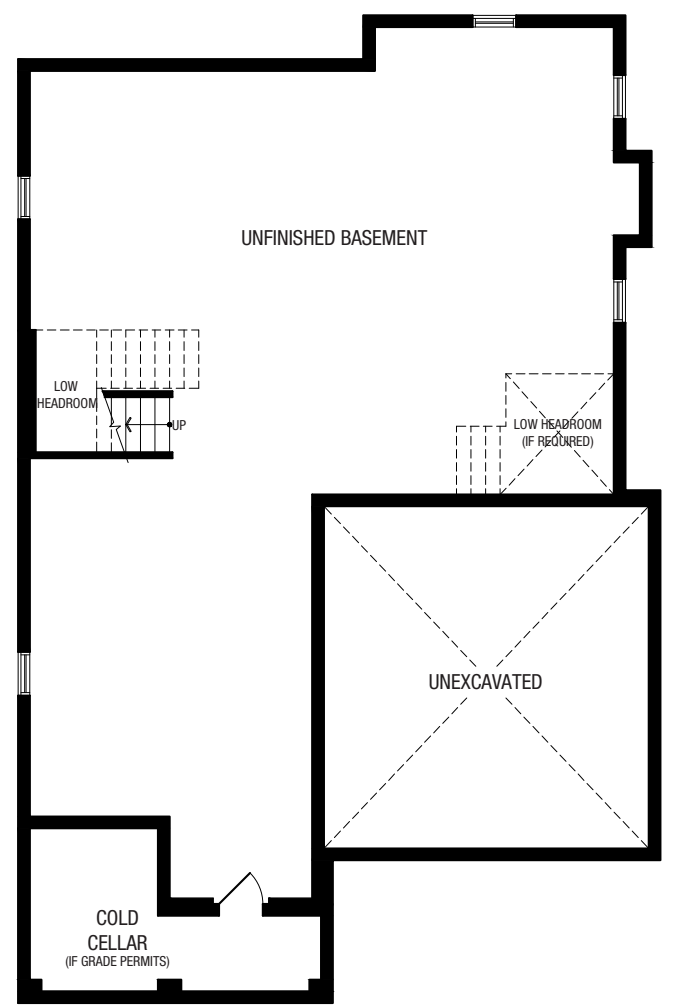 UNFINISHED BASEMENT
LOW
HEADROOM
UP
LOW HEADROOM
(IF REQUIRED)
UNEXCAVATED
COLD
CELLAR
(IF GRADE PERMITS)